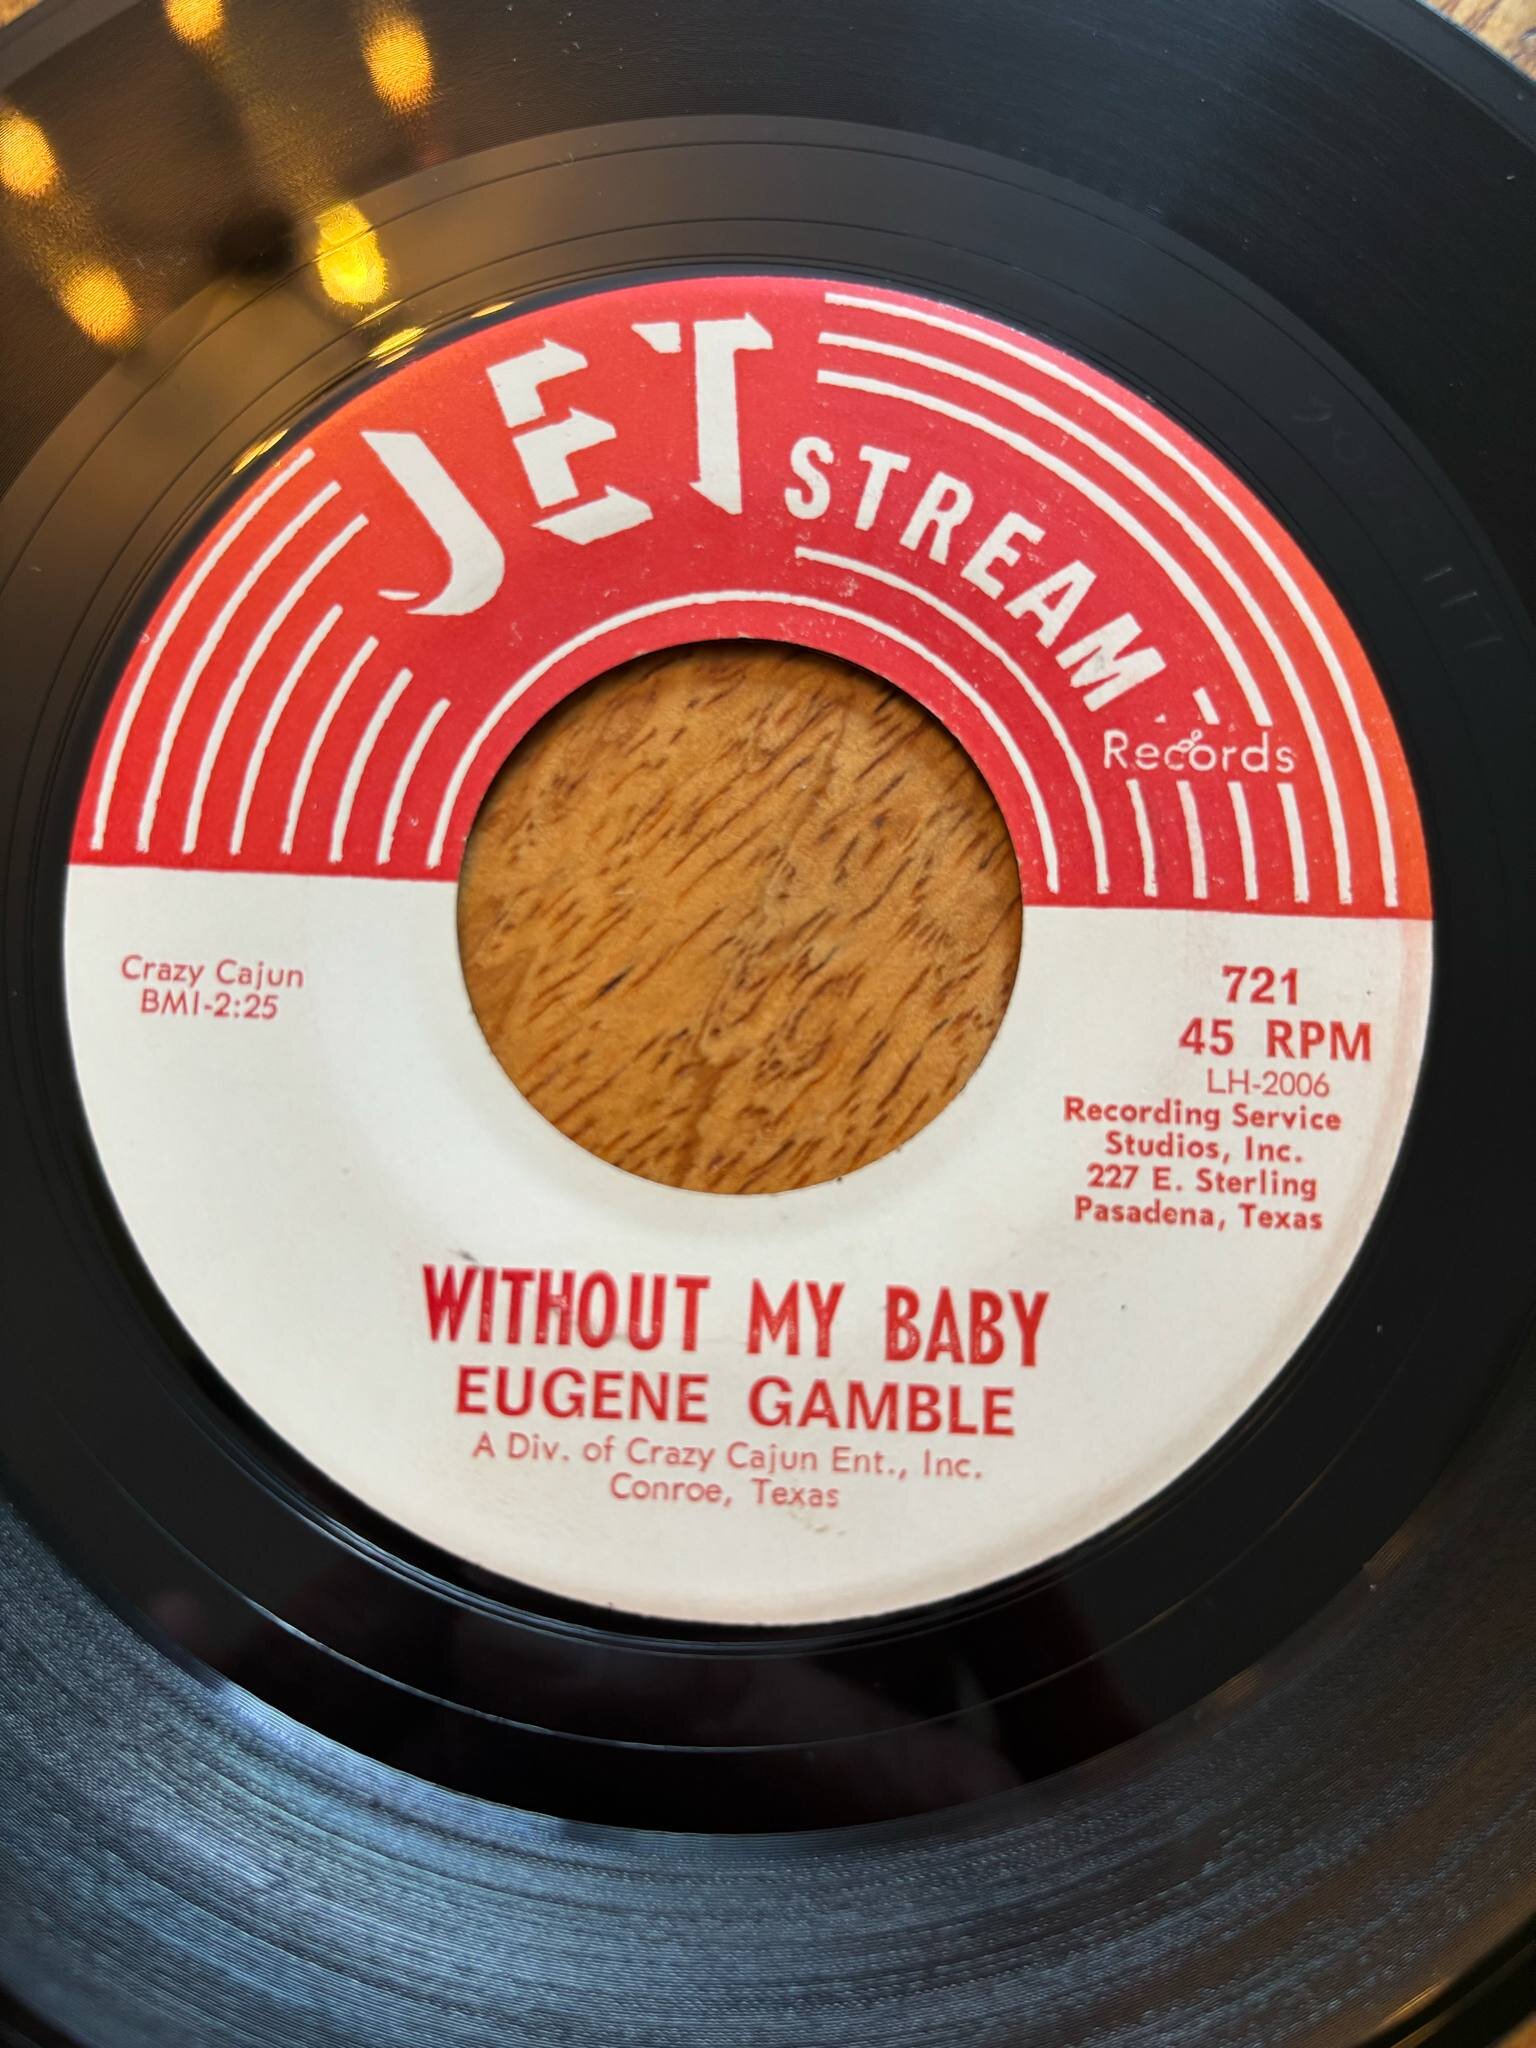 JET STREAM
Records
Crazy Cajun
BMI-2:25
721
45 RPM
LH-2006
Recording Service
Studios, Inc.
227 E. Sterling
Pasadena, Texas
WITHOUT MY BABY
EUGENE GAMBLE
A Div. of Crazy Cajun Ent., Inc.
Conroe, Texas